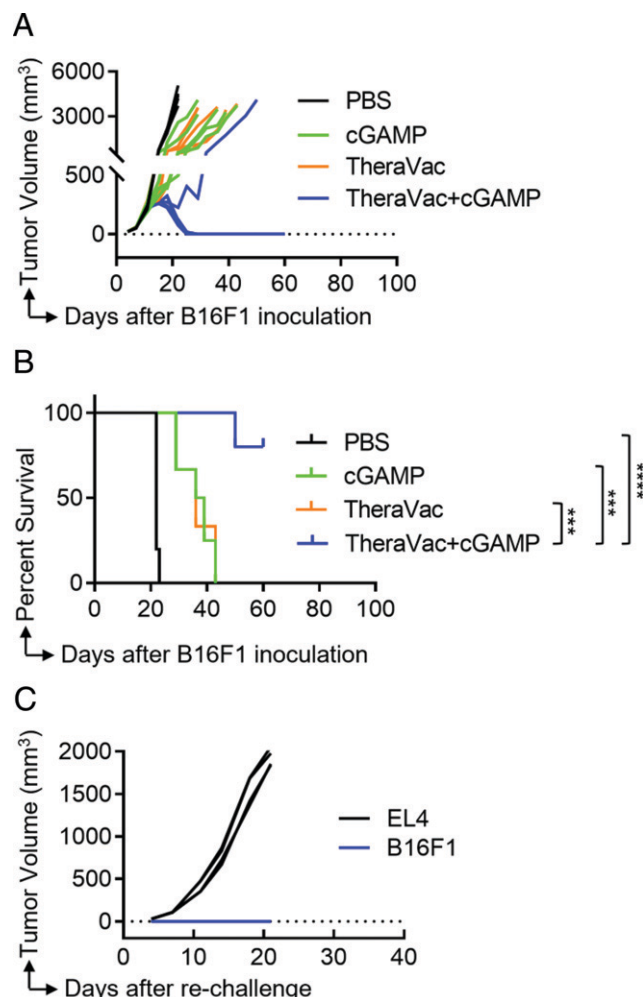 A
Tumor Volume (mm³)
6000
3000
500
0
PBS
cGAMP
TheraVac
TheraVac+cGAMP
0 20 40 60 80 100
Days after B16F1 inoculation
B
Percent Survival
100
50
0
PBS
cGAMP
TheraVac
TheraVac+cGAMP
***
***
****
0 20 40 60 80 100
Days after B16F1 inoculation
C
Tumor Volume (mm³)
2000
1500
1000
500
0
EL4
B16F1
0 10 20 30 40
Days after re-challenge